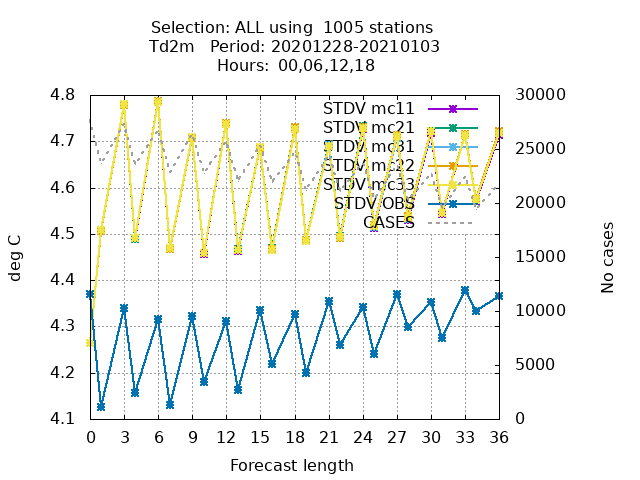 Selection: ALL using  1005 stations
Td2m   Period: 20201228-20210103
Hours:  00,06,12,18
4.8
4.7
4.6
4.5
4.4
4.3
4.2
4.1
deg C
30000
25000
20000
15000
10000
5000
0
No cases
STDV mc11
STDV mc21
STDV mc31
STDV mc22
STDV mc33
STDV OBS
CASES
0 3 6 9 12 15 18 21 24 27 30 33 36
Forecast length